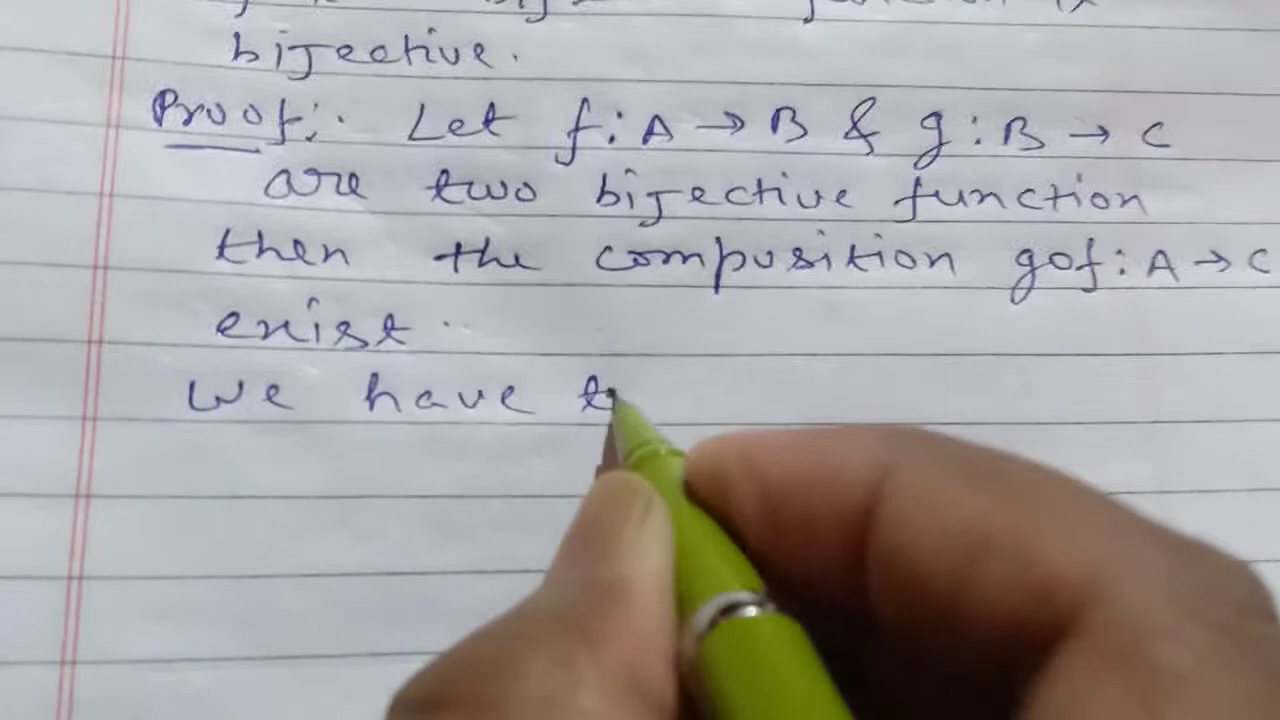 bijective.
Proof:. Let f: A → B & g: B → C
are two bijective function
then the composition gof: A → C
exist.
We have t